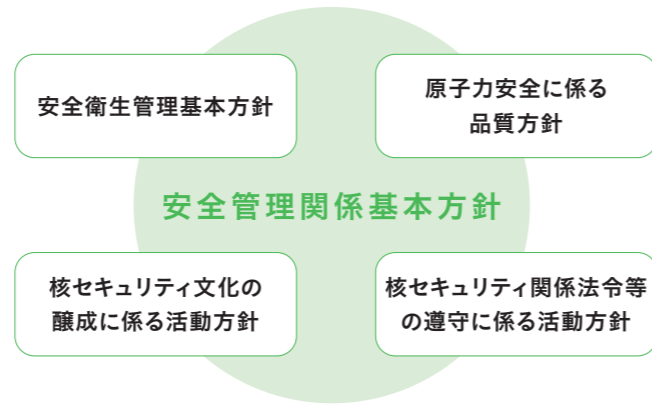 安全衛生管理基本方針
原子力安全に係る
品質方針
安全管理関係基本方針
核セキュリティ文化の
醸成に係る活動方針
核セキュリティ関係法令等
の遵守に係る活動方針